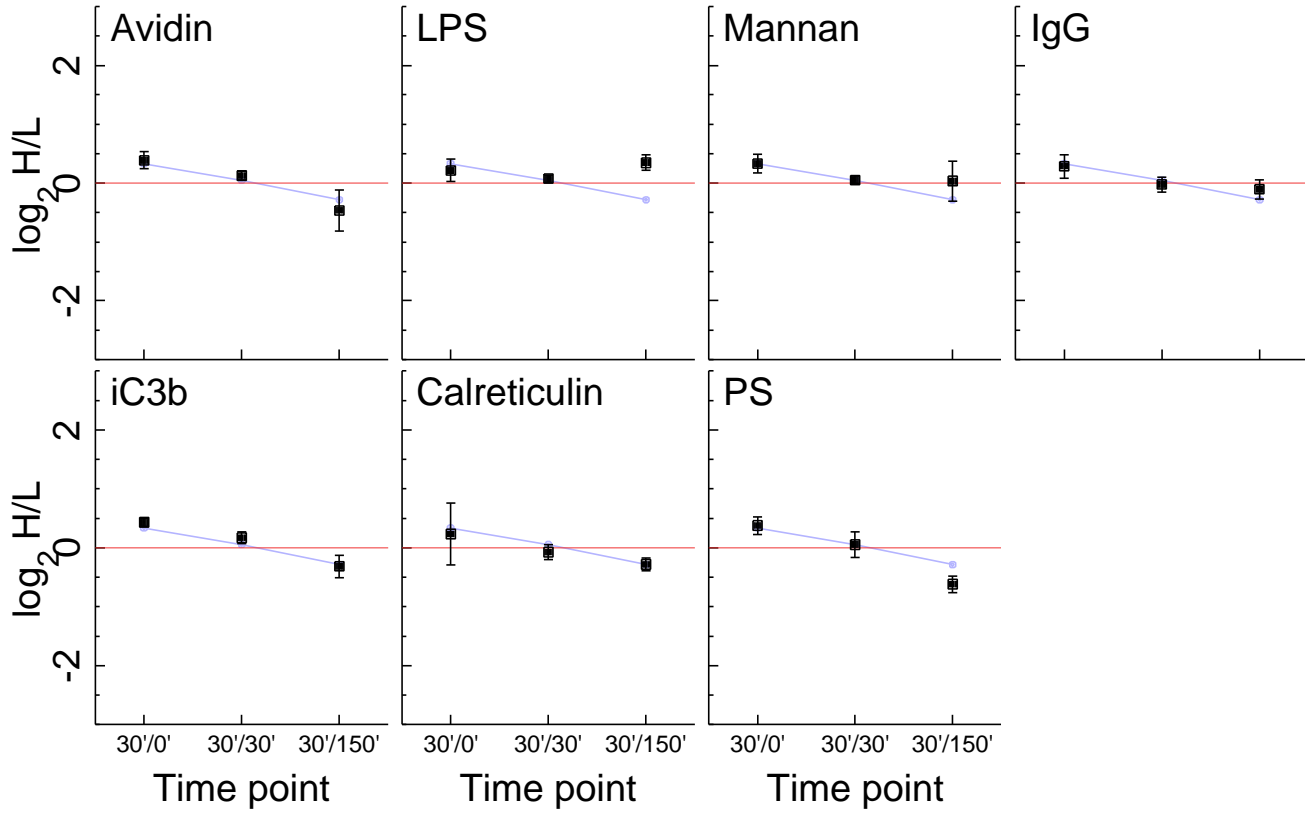 Avidin
LPS
Mannan
IgG
log2 H/L
2
0
-2
iC3b
Calreticulin
PS
log2 H/L
2
0
-2
30'/0' 30'/30' 30'/150'
30'/0' 30'/30' 30'/150'
30'/0' 30'/30' 30'/150'
Time point
Time point
Time point